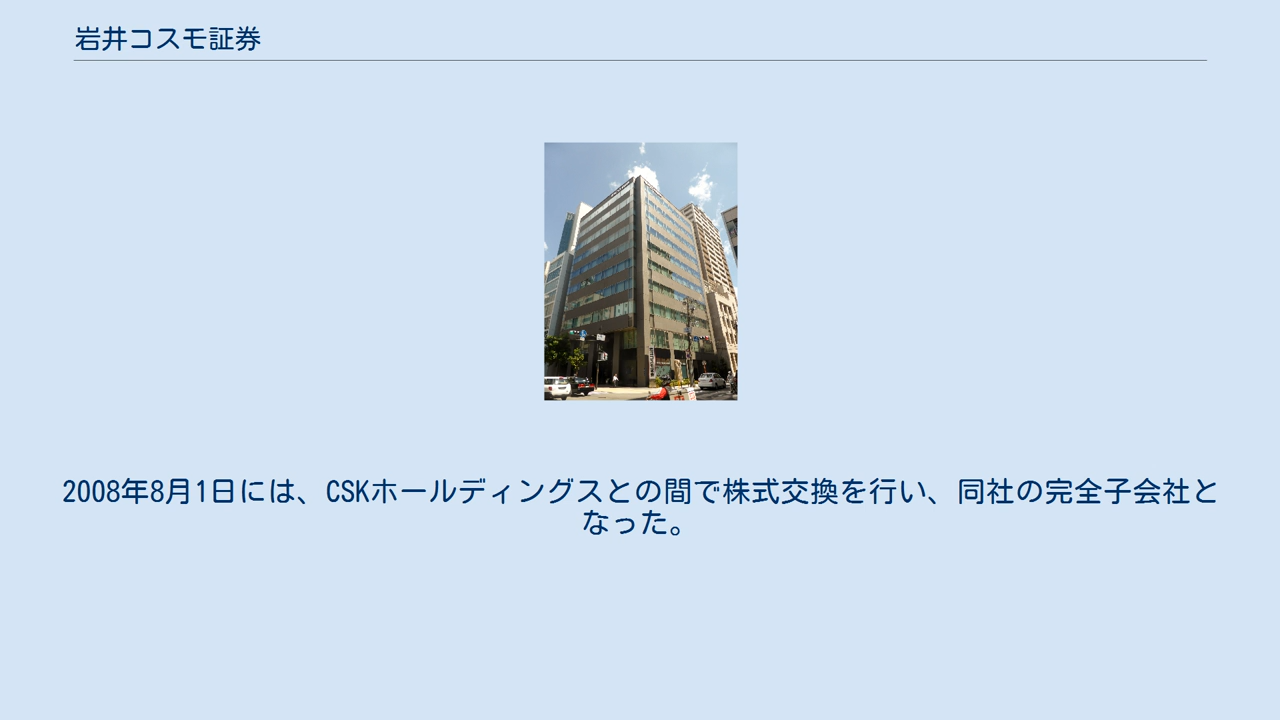 岩井コスモ証券
2008年8月1日には、CSKホールディングスとの間で株式交換を行い、同社の完全子会社と
なった。